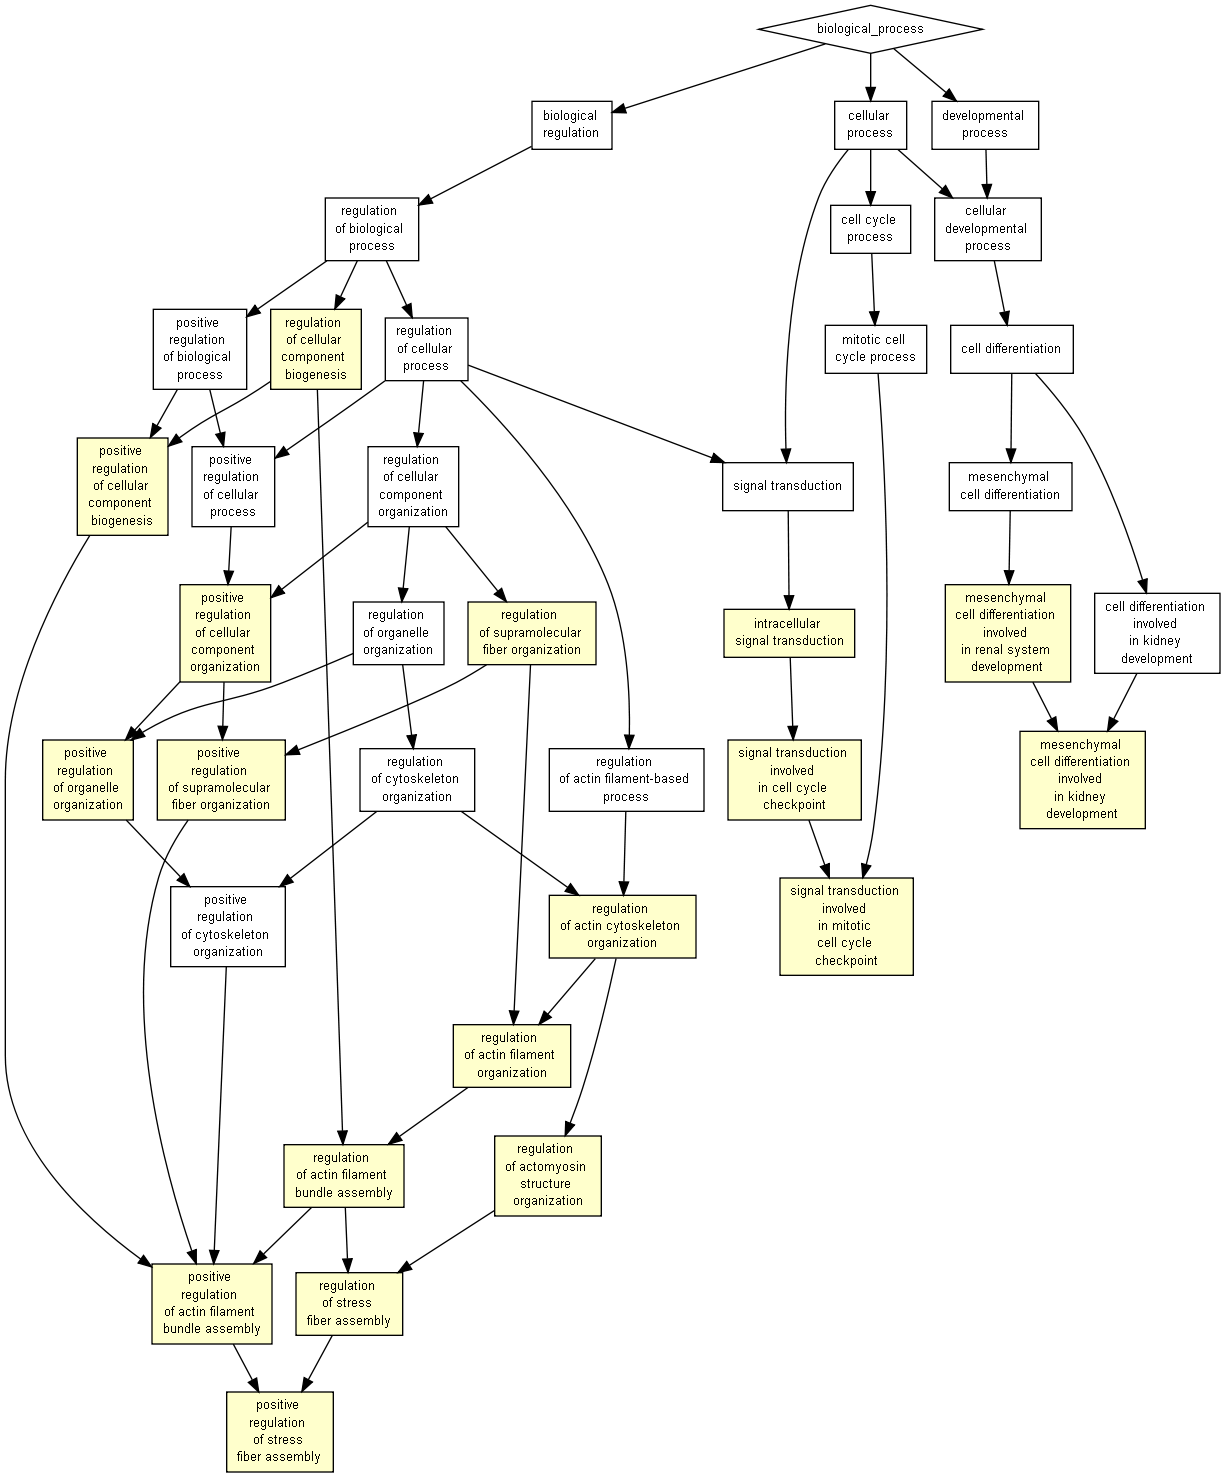 biological_process
biological
regulation
cellular
process
developmental
process
regulation
of biological
process
cell cycle
process
cellular
developmental
process
positive
regulation
of biological
process
regulation
of cellular
component
biogenesis
regulation
of cellular
process
mitotic cell
cycle process
cell differentiation
positive
regulation
of cellular
component
biogenesis
positive
regulation
of cellular
process
regulation
of cellular
component
organization
signal transduction
mesenchymal
cell differentiation
positive
regulation
of cellular
component
organization
regulation
of organelle
organization
regulation
of supramolecular
fiber organization
intracellular
signal transduction
mesenchymal
cell differentiation
involved
in renal system
development
cell differentiation
involved
in kidney
development
positive
regulation
of organelle
organization
positive
regulation
of supramolecular
fiber organization
regulation
of cytoskeleton
organization
regulation
of actin filament-based
process
signal transduction
involved
in cell cycle
checkpoint
mesenchymal
cell differentiation
involved
in kidney
development
positive
regulation
of cytoskeleton
organization
regulation
of actin cytoskeleton
organization
signal transduction
involved
in mitotic
cell cycle
checkpoint
regulation
of actin filament
organization
regulation
of actin filament
bundle assembly
regulation
of actomyosin
structure
organization
positive
regulation
of actin filament
bundle assembly
regulation
of stress
fiber assembly
positive
regulation
of stress
fiber assembly